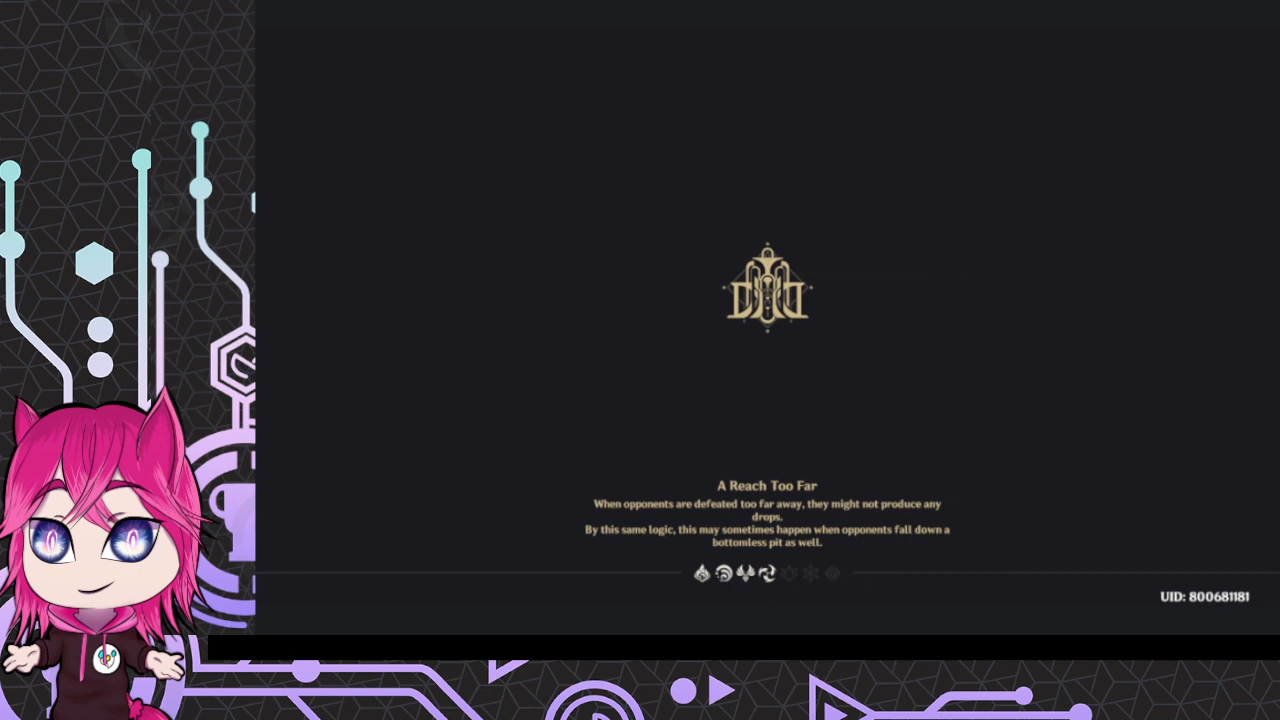 A Reach Too Far
When opponents are defeated too far away, they might not produce any
drops.
By this same logic, this may sometimes happen when opponents fall down a
bottomless pit as well.
UID: 800681181